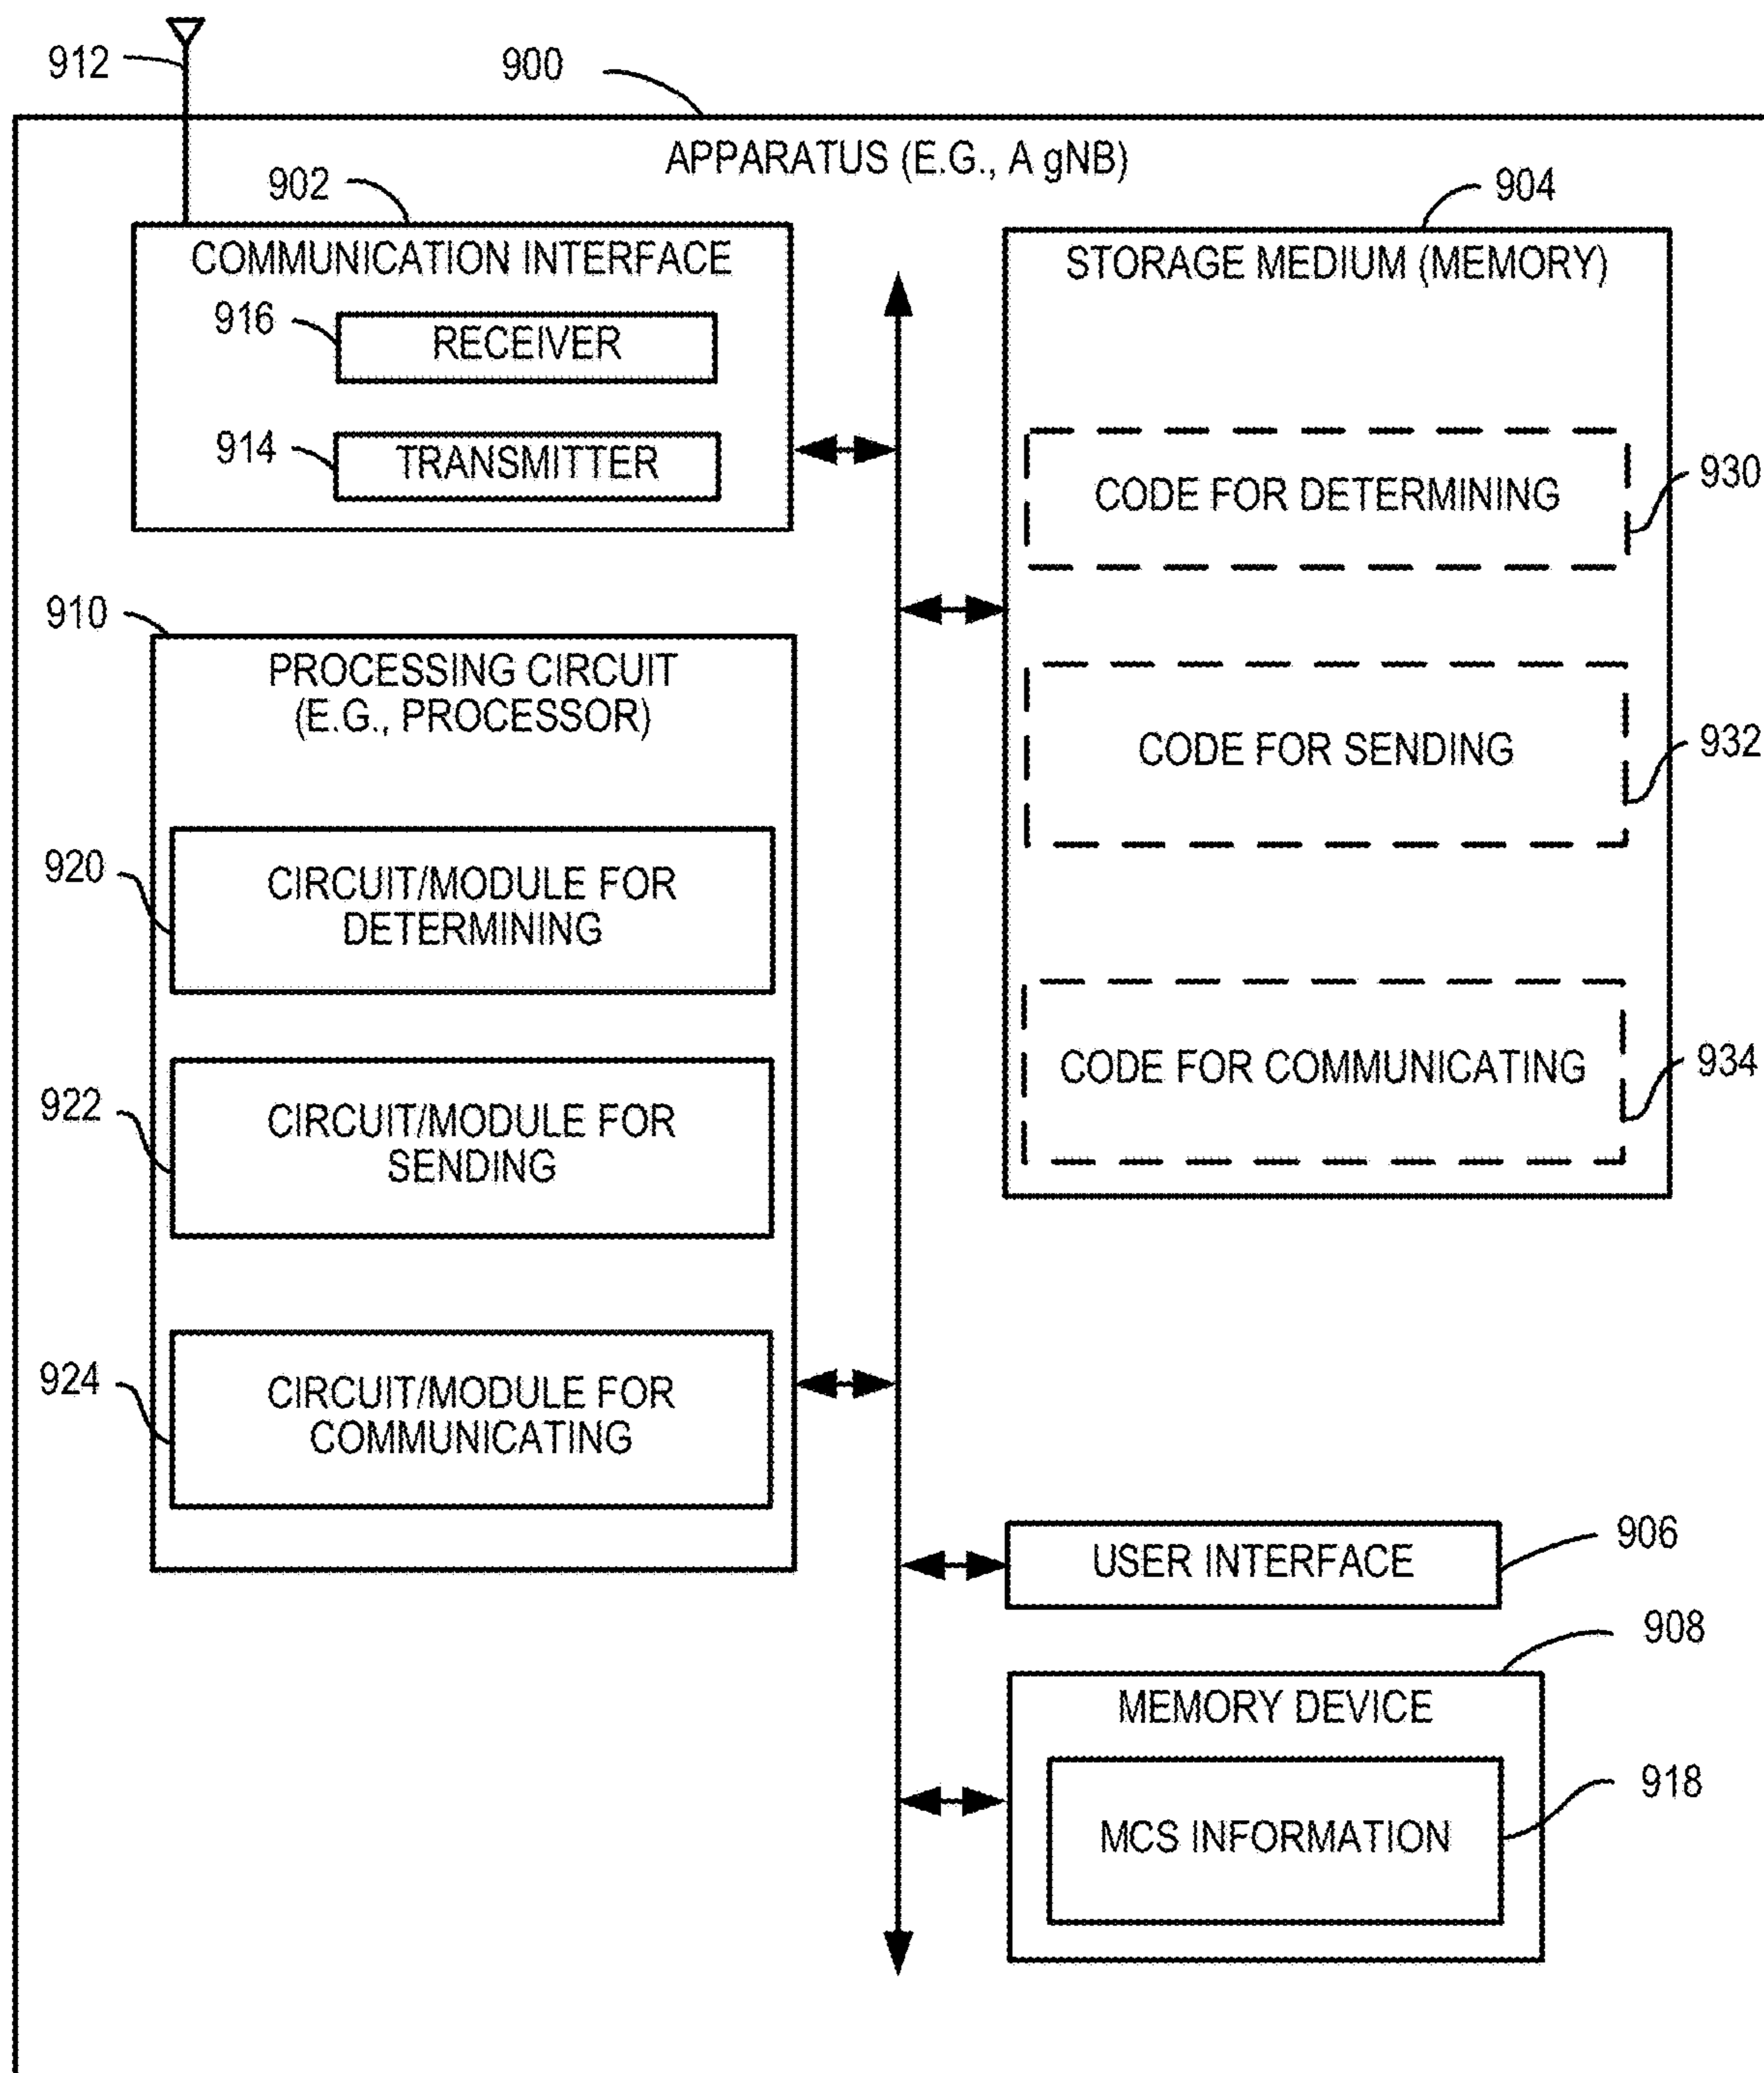 912
900
APPARATUS (E.G., A gNB)
902
904
COMMUNICATION INTERFACE
916
RECEIVER
914
TRANSMITTER
STORAGE MEDIUM (MEMORY)
CODE FOR DETERMINING
930
CODE FOR SENDING
932
CODE FOR COMMUNICATING
934
910
PROCESSING CIRCUIT
(E.G., PROCESSOR)
920
CIRCUIT/MODULE FOR
DETERMINING
922
CIRCUIT/MODULE FOR
SENDING
924
CIRCUIT/MODULE FOR
COMMUNICATING
906
USER INTERFACE
908
MEMORY DEVICE
918
MCS INFORMATION